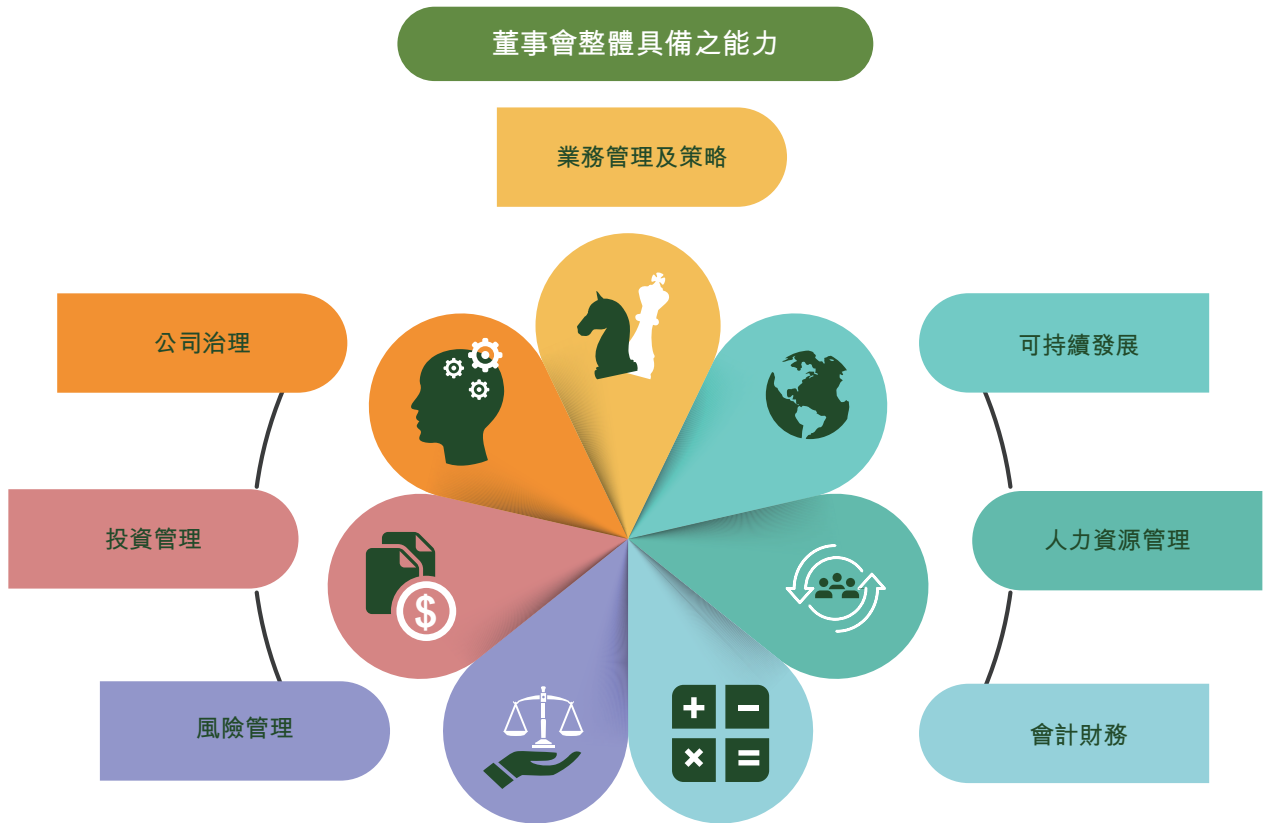 董事會整體具備之能力
業務管理及策略
公司治理
可持續發展
投資管理
人力資源管理
風險管理
會計財務
$